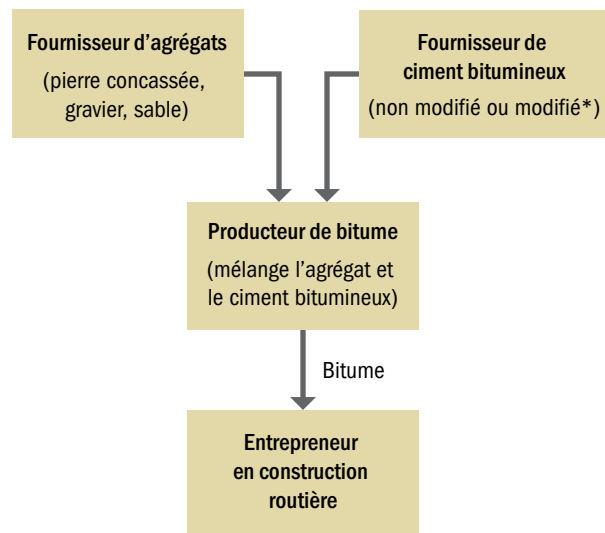 Fournisseur d'agrégats
(pierre concassée,
gravier, sable)
Fournisseur de
ciment bitumineux
(non modifié ou modifié*)
Producteur de bitume
(mélange l'agrégat et
le ciment bitumineux)
Bitume
Entrepreneur
en construction
routière